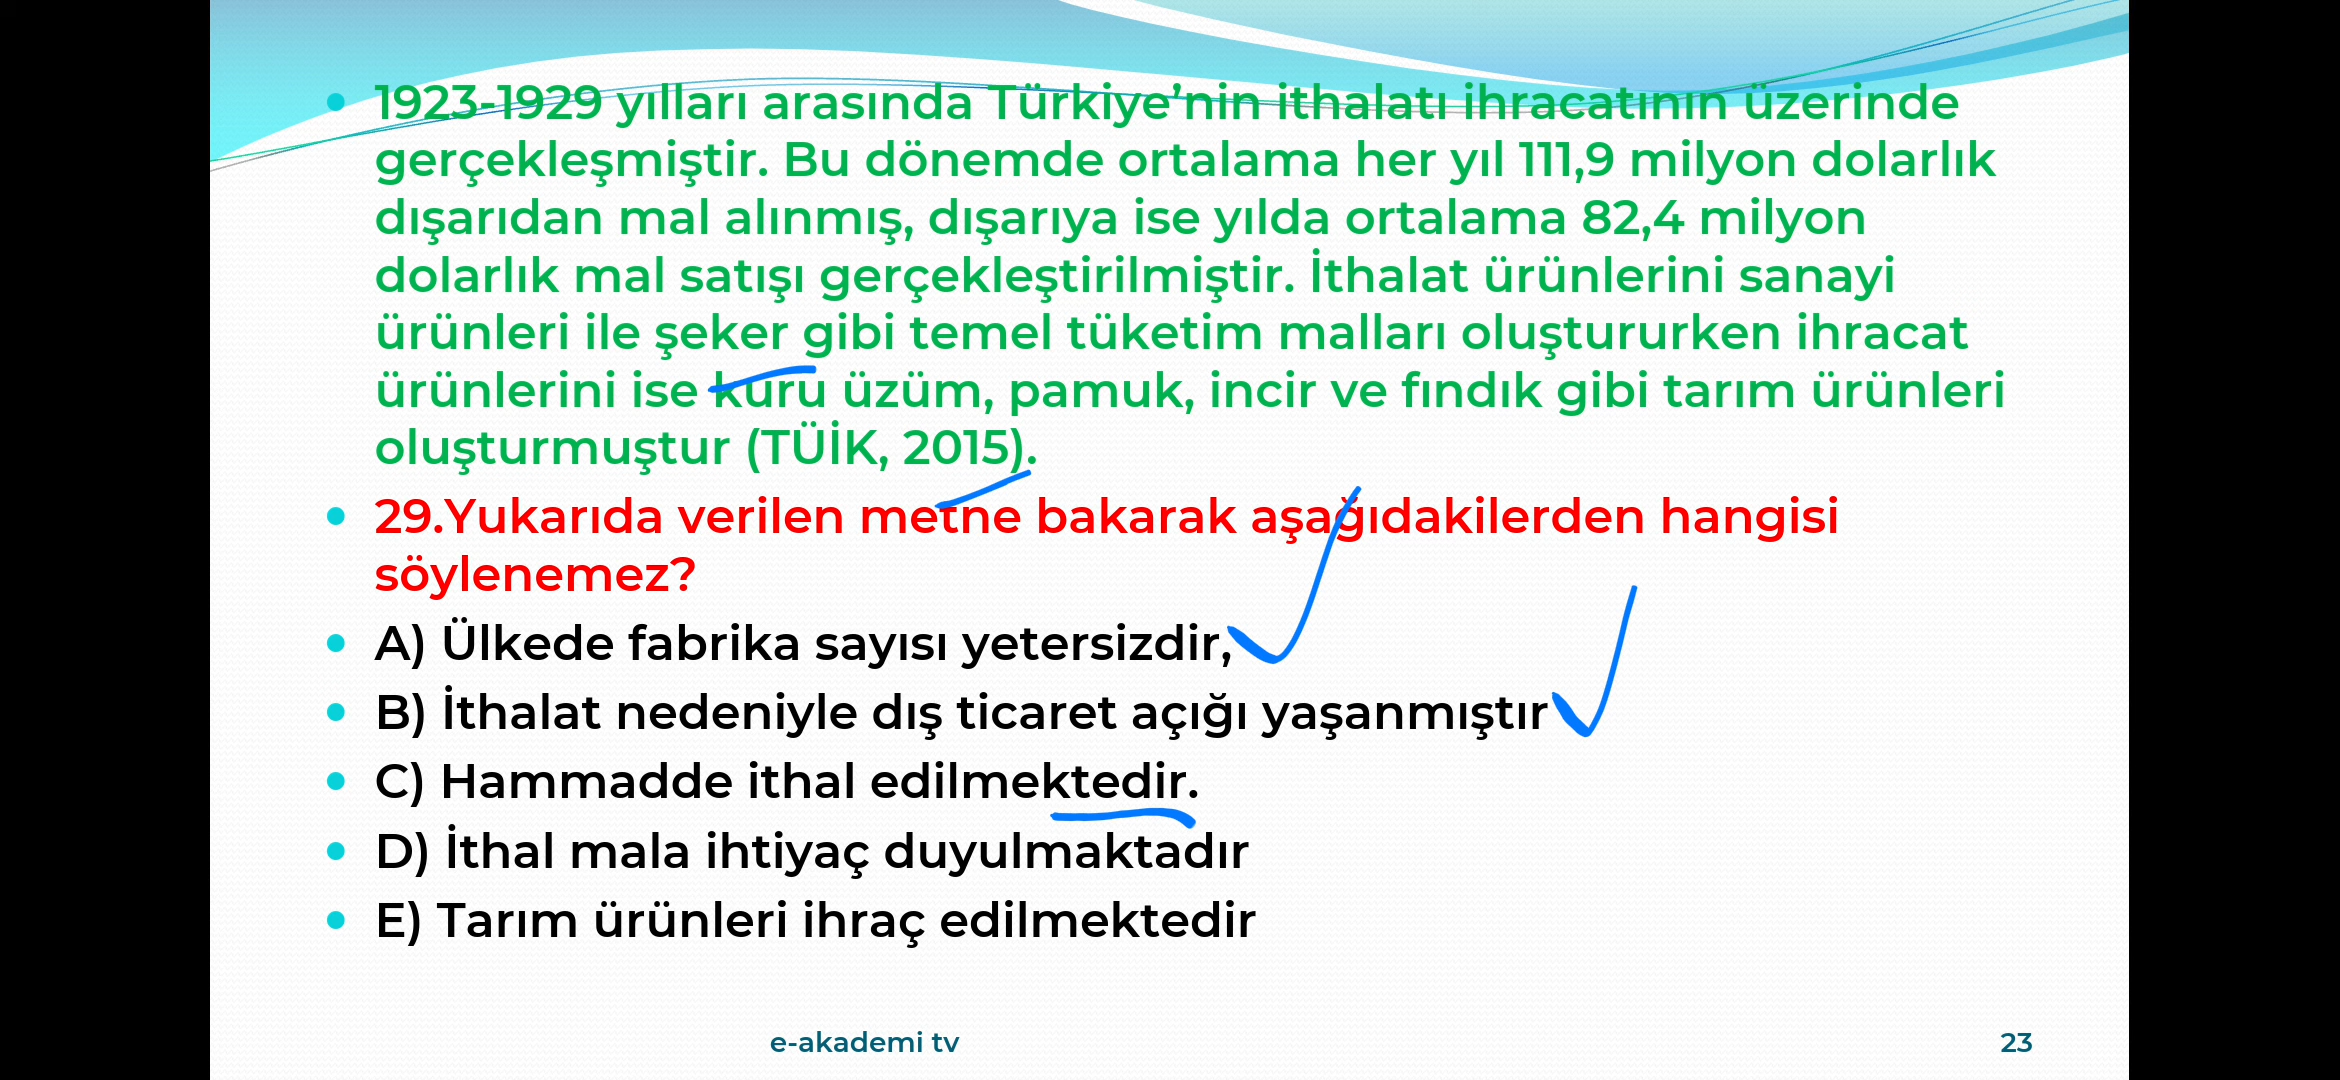 1923-1929 yılları arasında Türkiye’nin ithalatı ihracatının üzerinde
gerçekleşmiştir. Bu dönemde ortalama her yıl 111,9 milyon dolarlık
dışarıdan mal alınmış, dışarıya ise yılda ortalama 82,4 milyon
dolarlık mal satışı gerçekleştirilmiştir. İthalat ürünlerini sanayi
ürünleri ile şeker gibi temel tüketim malları oluştururken ihracat
ürünlerini ise kuru üzüm, pamuk, incir ve fındık gibi tarım ürünleri
oluşturmuştur (TÜİK, 2015).
29.Yukarıda verilen metne bakarak aşağıdakilerden hangisi
söylenemez?
A) Ülkede fabrika sayısı yetersizdir,
B) İthalat nedeniyle dış ticaret açığı yaşanmıştır
C) Hammadde ithal edilmektedir.
D) İthal mala ihtiyaç duyulmaktadır
E) Tarım ürünleri ihraç edilmektedir
e-akademi tv
23